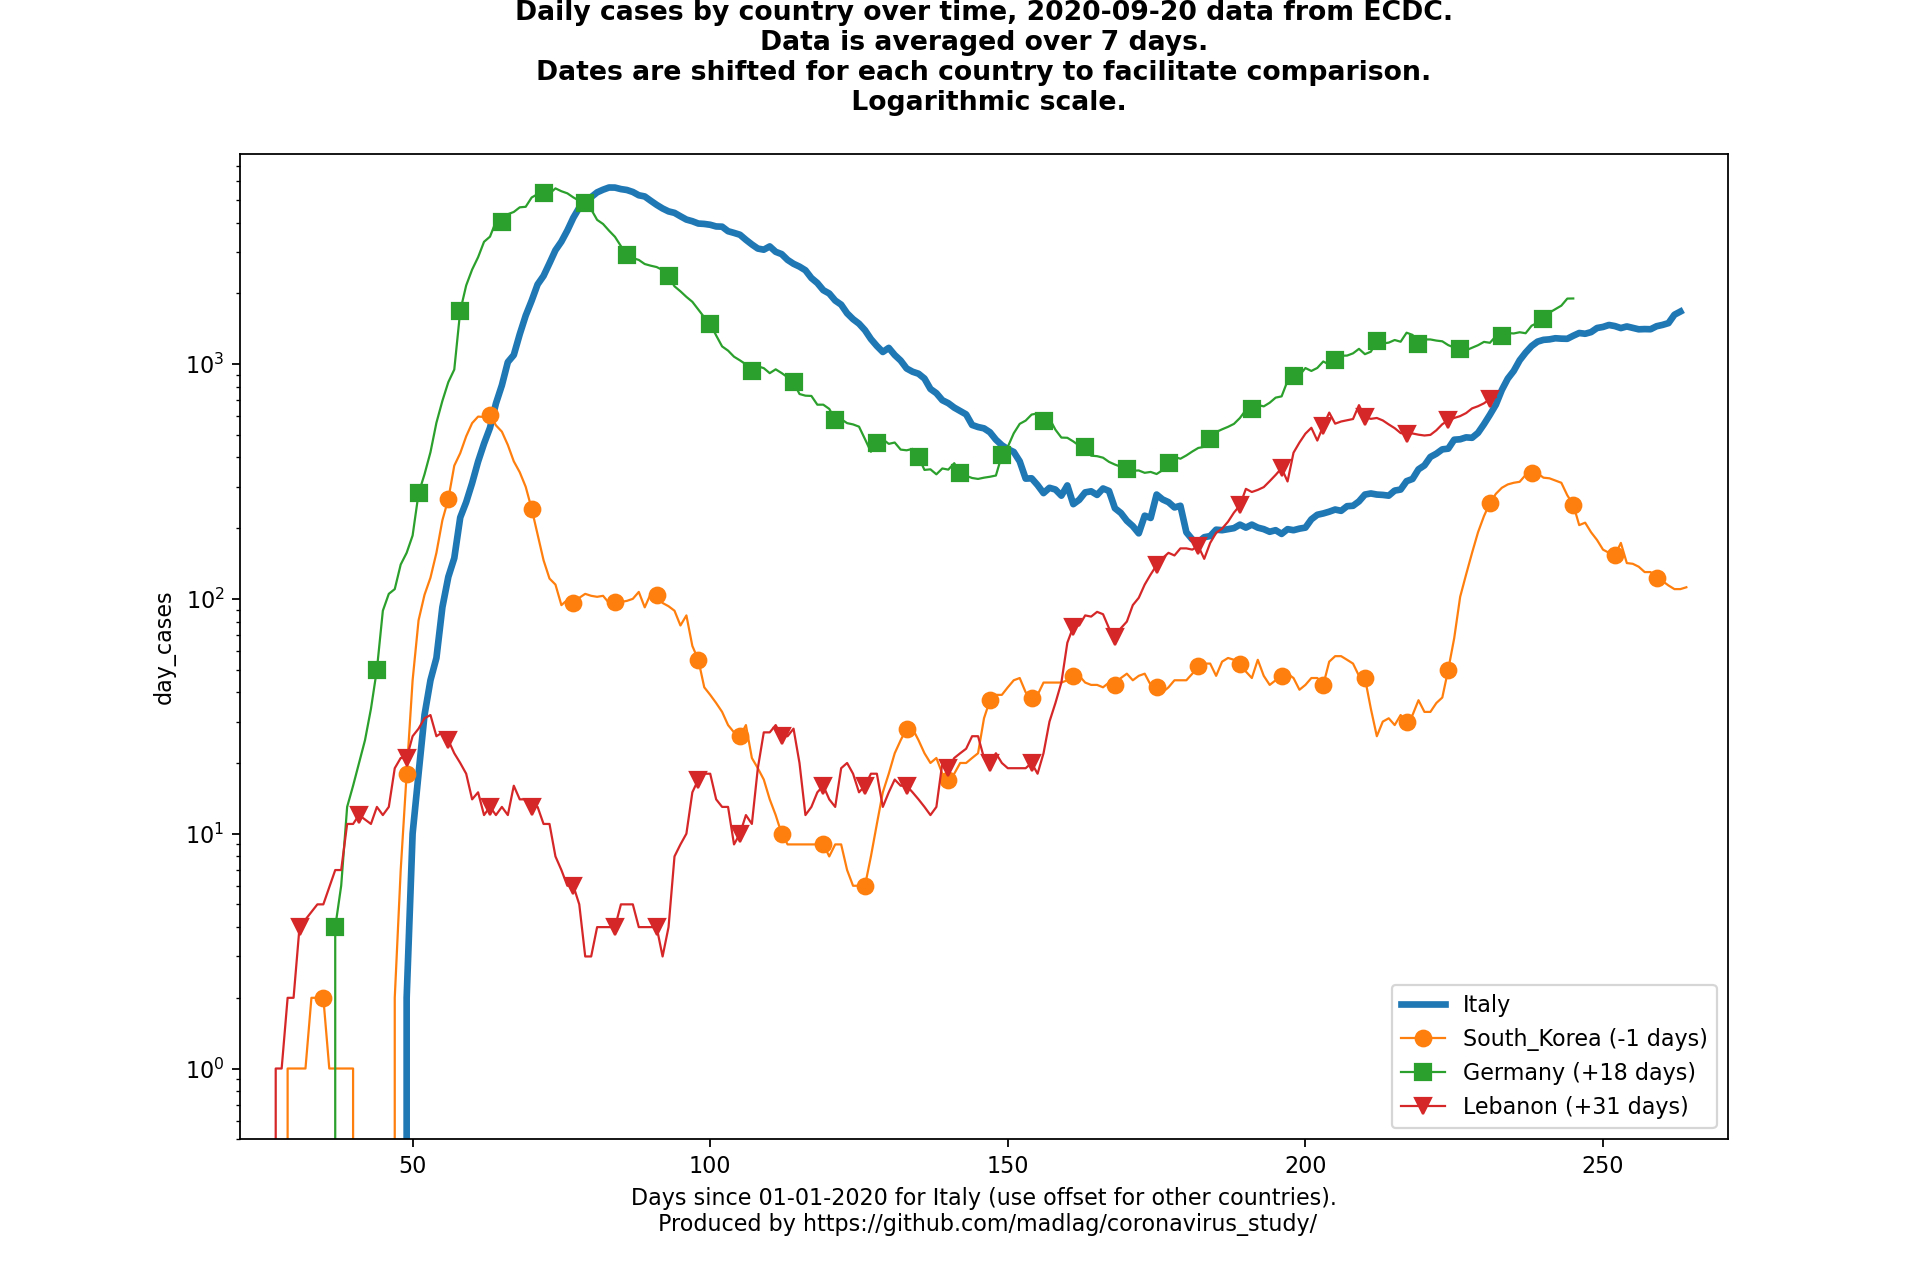 Daily cases by country over time, 2020-09-20 data from ECDC.
Data is averaged over 7 days.
Dates are shifted for each country to facilitate comparison.
Logarithmic scale.
day_cases
10³
10²
10¹
10⁰
50
100
150
200
250
Italy
South_Korea (-1 days)
Germany (+18 days)
Lebanon (+31 days)
Days since 01-01-2020 for Italy (use offset for other countries).
Produced by https://github.com/madlag/coronavirus_study/